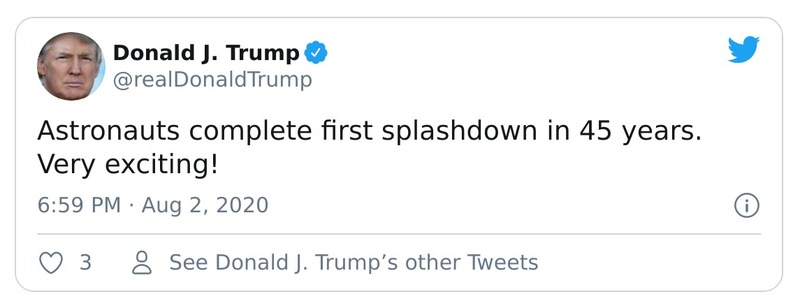 Donald J. Trump
@realDonaldTrump
Astronauts complete first splashdown in 45 years.
Very exciting!
6:59 PM · Aug 2, 2020
3
See Donald J. Trump’s other Tweets